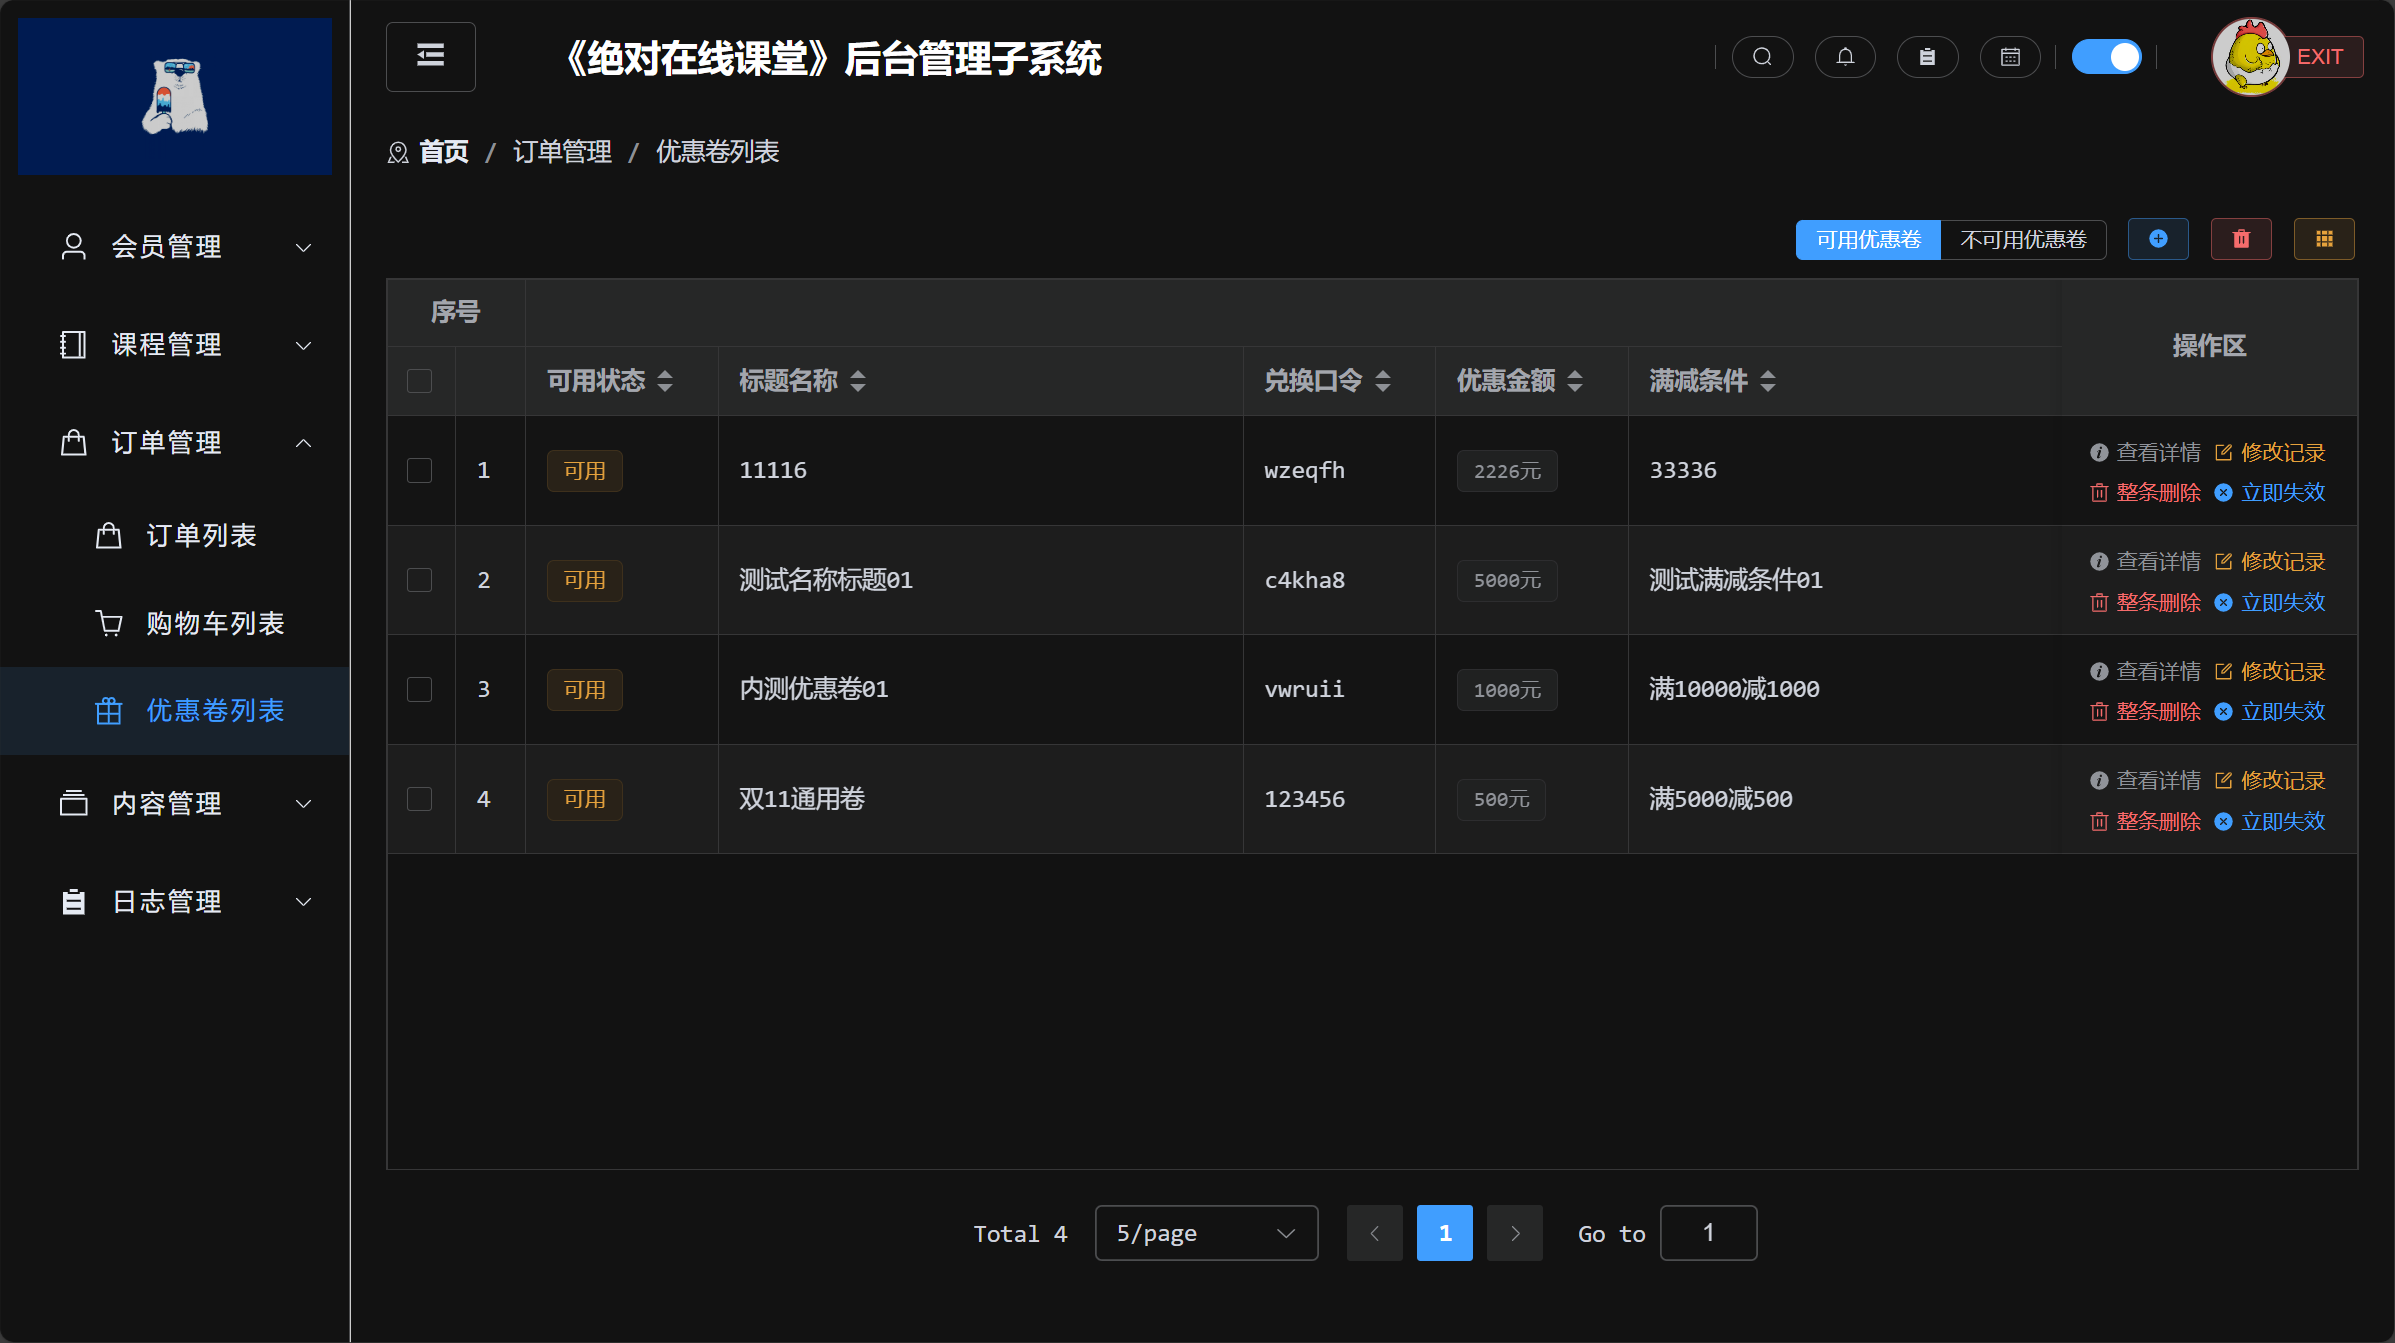 《绝对在线课堂》后台管理子系统
EXIT
首页 / 订单管理 / 优惠卷列表
会员管理
课程管理
订单管理
订单列表
购物车列表
优惠卷列表
内容管理
日志管理
可用优惠卷 不可用优惠卷
序号 操作区
可用状态 标题名称 兑换口令 优惠金额 满减条件
1 可用 11116 wzeqfh 2226元 33336 查看详情 修改记录
整条删除 立即失效
2 可用 测试名称标题01 c4kha8 5000元 测试满减条件01 查看详情 修改记录
整条删除 立即失效
3 可用 内测优惠卷01 vwruii 1000元 满10000减1000 查看详情 修改记录
整条删除 立即失效
4 可用 双11通用卷 123456 500元 满5000减500 查看详情 修改记录
整条删除 立即失效
Total 4 5/page 1 Go to 1